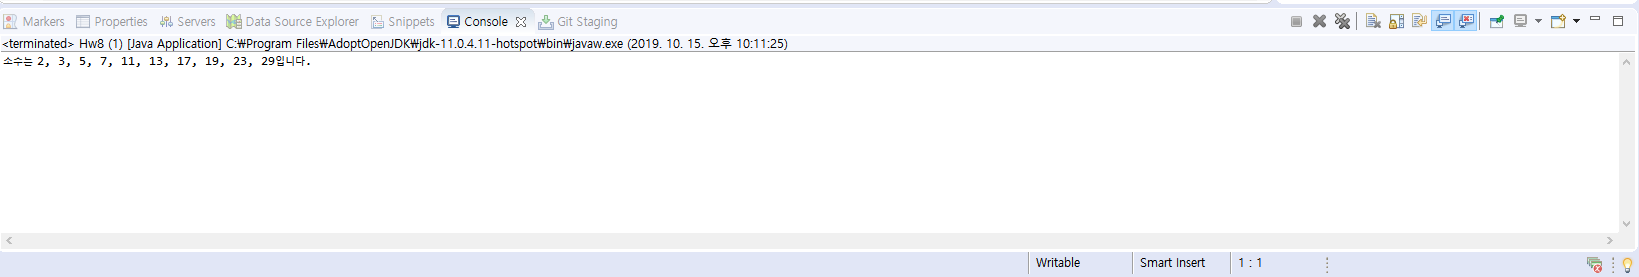 Markers Properties Servers Data Source Explorer Snippets Console Git Staging
<terminated> Hw8 (1) [Java Application] C:₩Program Files₩AdoptOpenJDK₩jdk-11.0.4.11-hotspot₩bin₩javaw.exe (2019. 10. 15. 오후 10:11:25)
소수는 2, 3, 5, 7, 11, 13, 17, 19, 23, 29입니다.
Writable Smart Insert 1 : 1